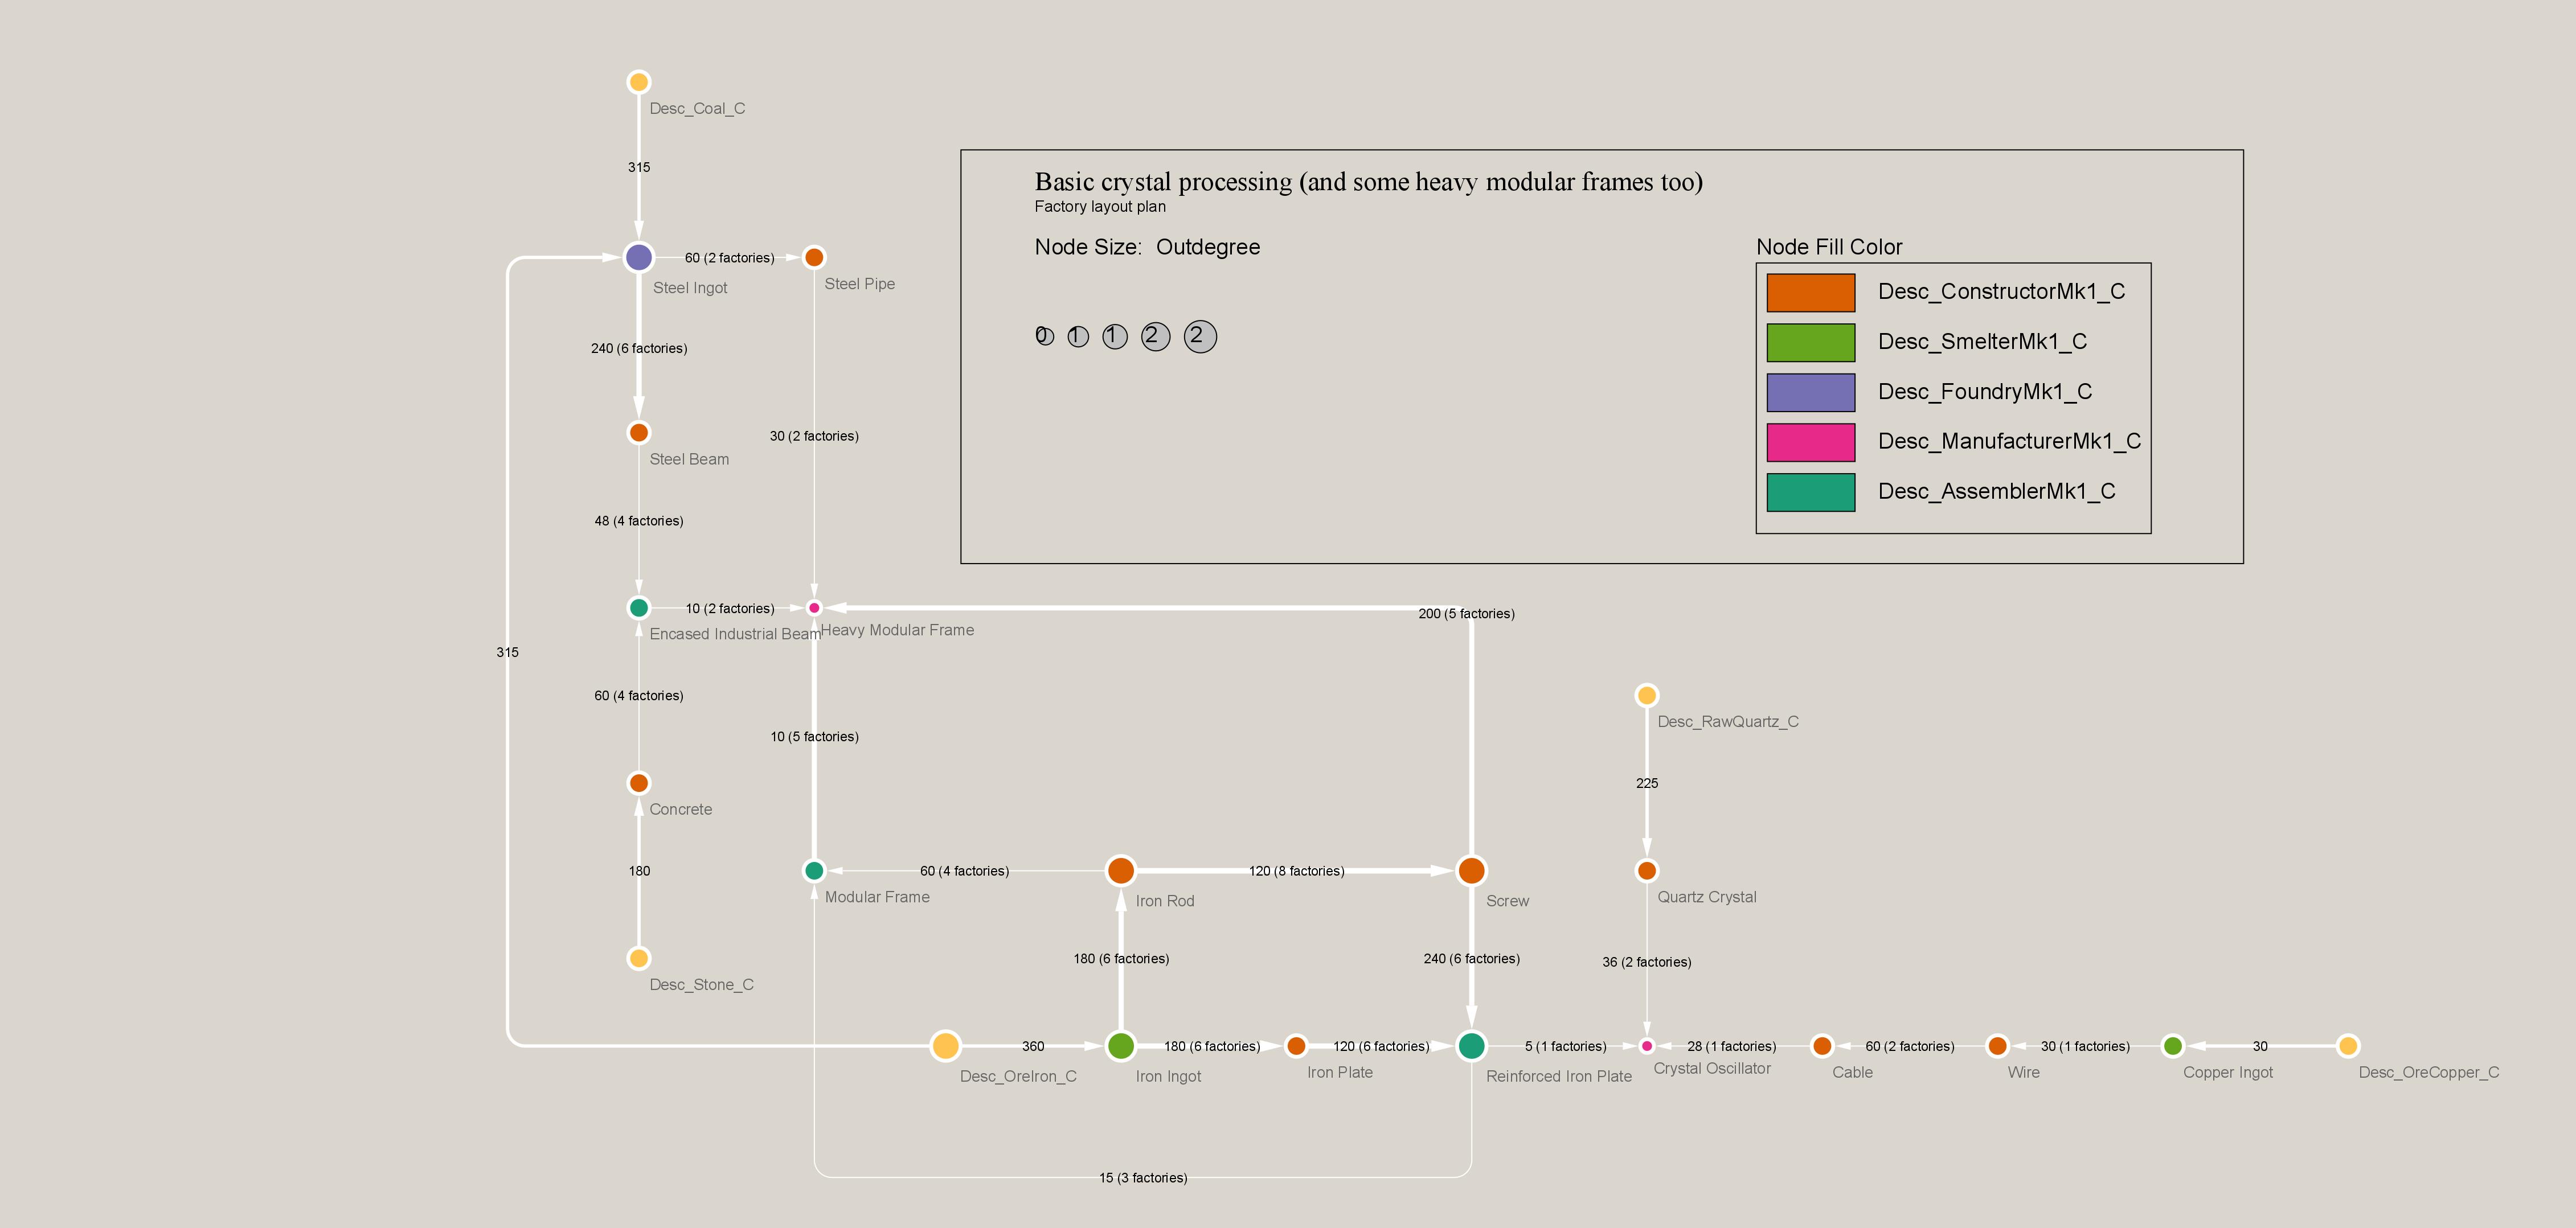 Desc_Coal_C
315
Basic crystal processing (and some heavy modular frames too)
Factory layout plan
Node Size: Outdegree
0 1 1 2 2
Node Fill Color
Desc_ConstructorMk1_C
Desc_SmelterMk1_C
Desc_FoundryMk1_C
Desc_ManufacturerMk1_C
Desc_AssemblerMk1_C
60 (2 factories)
Steel Ingot
Steel Pipe
240 (6 factories)
30 (2 factories)
Steel Beam
48 (4 factories)
10 (2 factories)
200 (5 factories)
Encased Industrial Beam
Heavy Modular Frame
315
60 (4 factories)
10 (5 factories)
Desc_RawQuartz_C
225
Concrete
180
60 (4 factories)
120 (8 factories)
Modular Frame
Iron Rod
Screw
Quartz Crystal
180 (6 factories)
240 (6 factories)
36 (2 factories)
Desc_Stone_C
360
180 (6 factories)
120 (6 factories)
5 (1 factories)
28 (1 factories)
60 (2 factories)
30 (1 factories)
30
Desc_OreIron_C
Iron Ingot
Iron Plate
Reinforced Iron Plate
Crystal Oscillator
Cable
Wire
Copper Ingot
Desc_OreCopper_C
15 (3 factories)